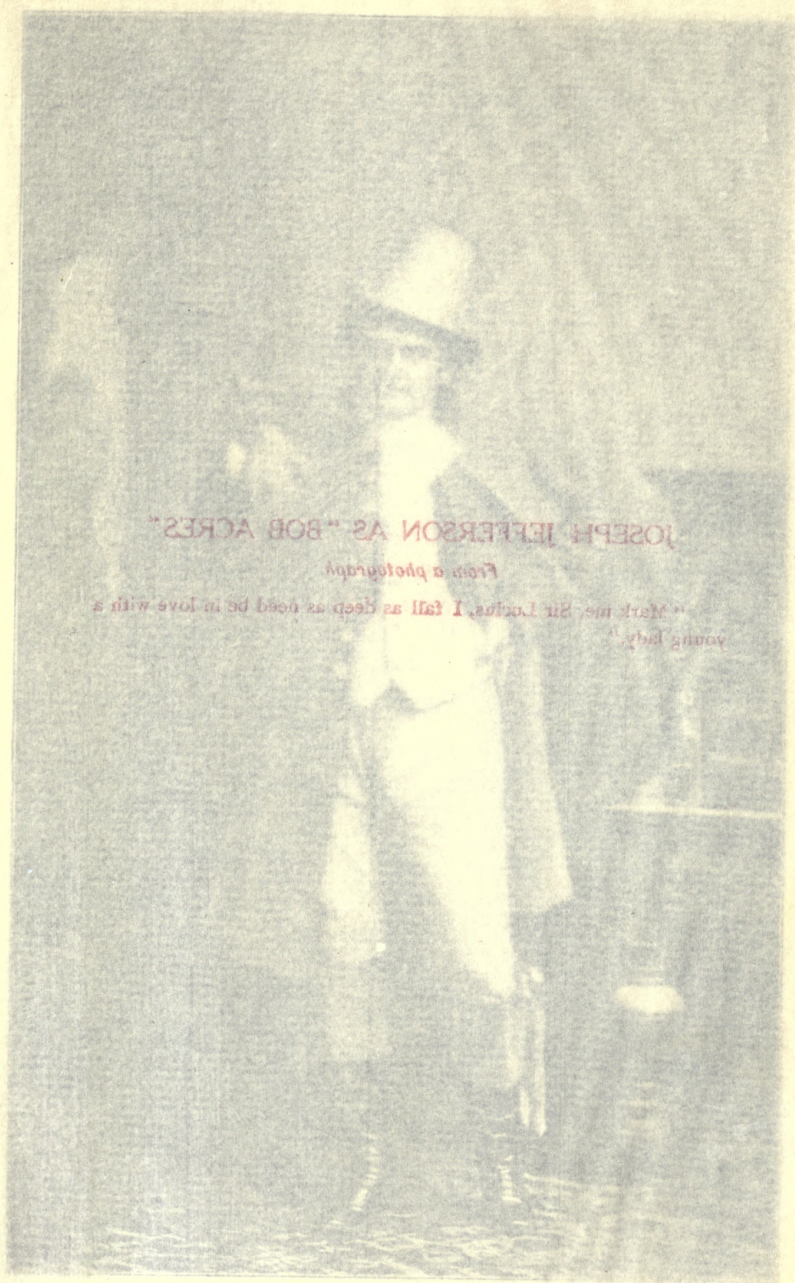 JOSEPH JEFFERSON AS "BOB ACRES"
From a photograph
"Mark me, Sir Lucius, I fall as deep as need be in love with a
young lady."